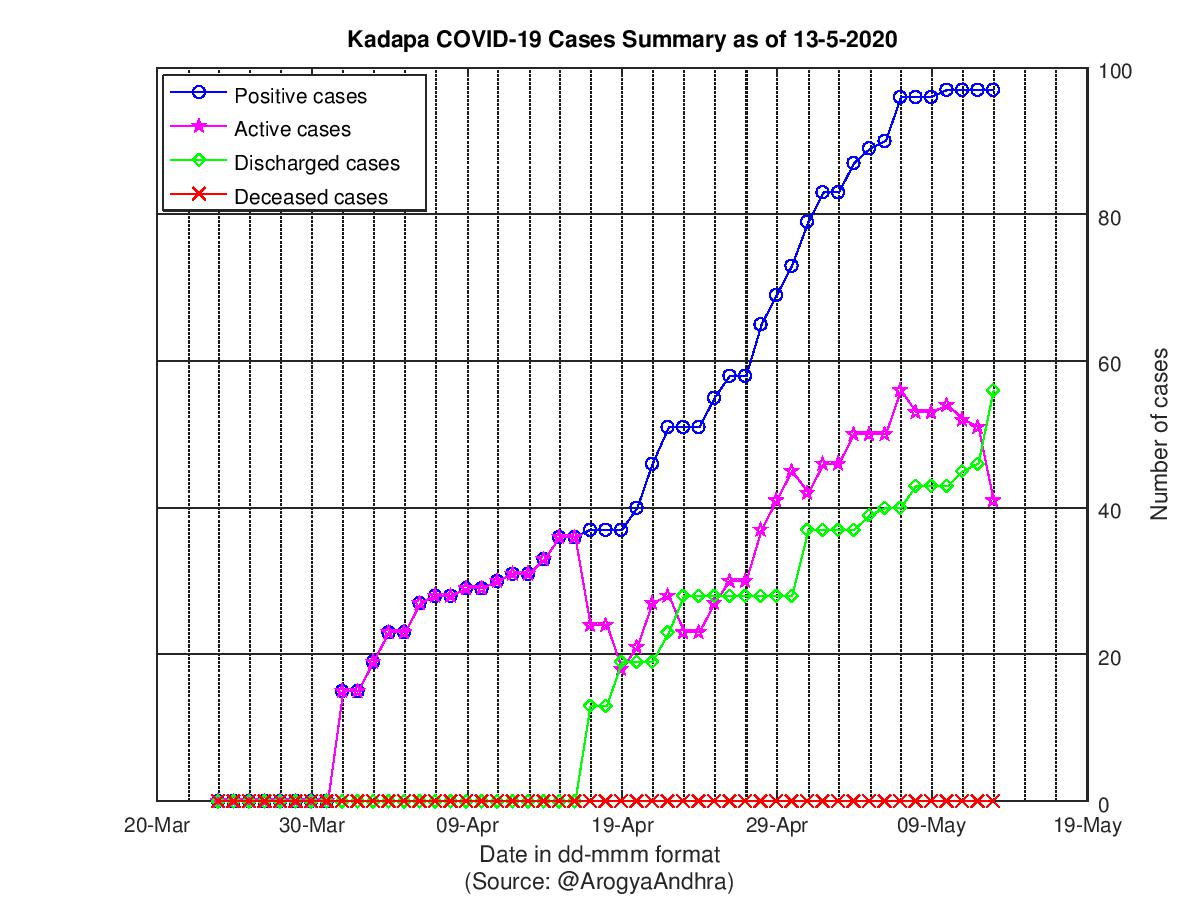 Kadapa COVID-19 Cases Summary as of 13-5-2020
Positive cases
Active cases
Discharged cases
Deceased cases
100
80
60
40
20
0
Number of cases
20-Mar 30-Mar 09-Apr 19-Apr 29-Apr 09-May 19-May
Date in dd-mmm format
(Source: @ArogyaAndhra)